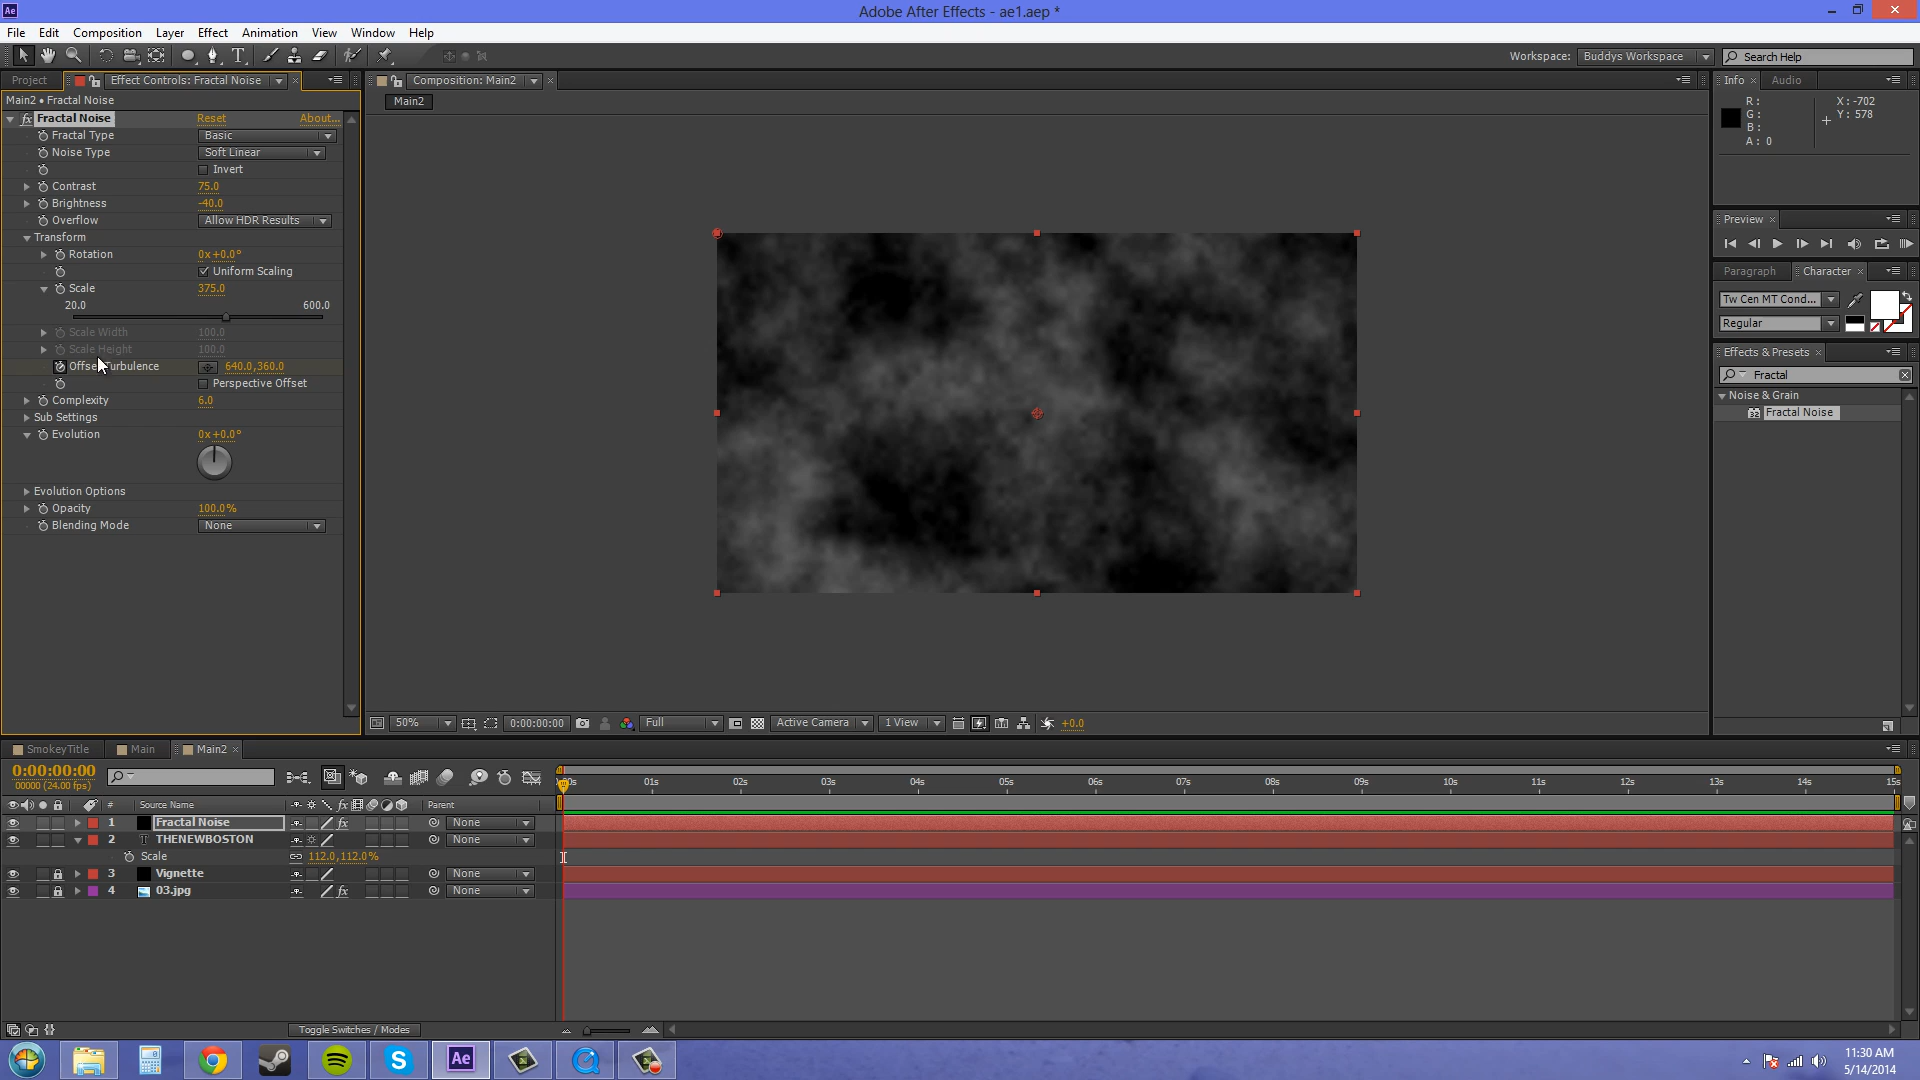 Ae
Adobe After Effects - ae1.aep *
File Edit Composition Layer Effect Animation View Window Help
Workspace: Buddys Workspace
Search Help
Project Effect Controls: Fractal Noise
Composition: Main2
Info Audio
Main2 • Fractal Noise
Main2
R:
G:
B:
A: 0
X: -702
Y: 578
Fractal Noise Reset About...
Fractal Type Basic
Noise Type Soft Linear
Invert
Contrast 75.0
Brightness -40.0
Overflow Allow HDR Results
Transform
Rotation 0x+0.0°
Uniform Scaling
Scale 375.0
20.0 600.0
Scale Width 100.0
Scale Height 100.0
Offset Turbulence 640.0,360.0
Perspective Offset
Complexity 6.0
Sub Settings
Evolution 0x+0.0°
Evolution Options
Opacity 100.0%
Blending Mode None
Preview
Paragraph Character
Tw Cen MT Cond...
Regular
Effects & Presets
Fractal
Noise & Grain
32 Fractal Noise
50% 0:00:00:00 Full Active Camera 1 View +0.0
SmokeyTitle Main Main2
0:00:00:00
00000 (24.00 fps)
01s 02s 03s 04s 05s 06s 07s 08s 09s 10s 11s 12s 13s 14s 15s
# Source Name fx Parent
1 Fractal Noise fx None
2 T THENEWBOSTON None
Scale 112.0,112.0%
3 Vignette None
4 03.jpg fx None
Toggle Switches / Modes
Ae
11:30 AM
5/14/2014